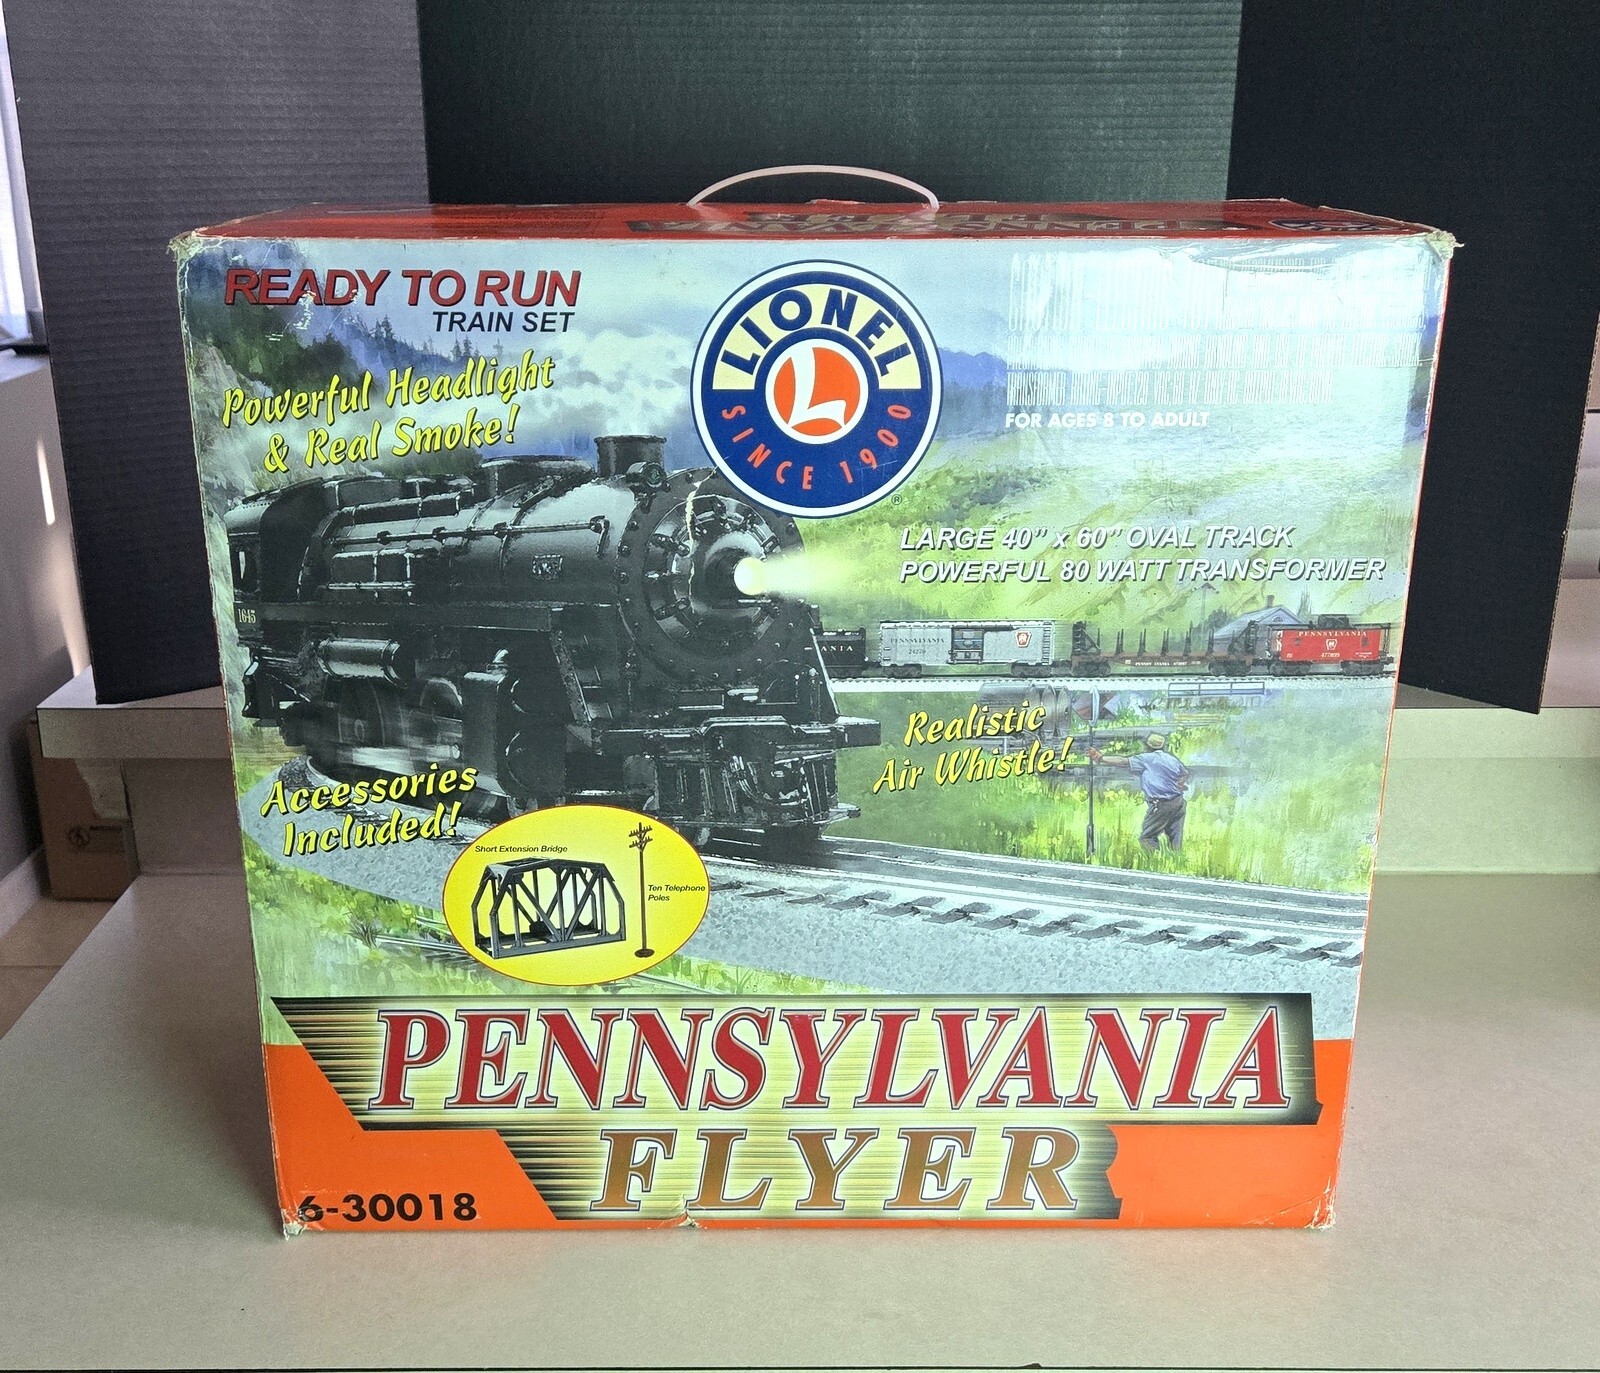 READY TO RUN
TRAIN SET
Powerful Headlight
& Real Smoke!
LIONEL
L
SINCE 1900
®
FOR AGES 8 TO ADULT
LARGE 40" x 60" OVAL TRACK
POWERFUL 80 WATT TRANSFORMER
1645
PENNSYLVANIA
PENNSYLVANIA
477899
Realistic
Air Whistle!
Accessories
Included!
Short Extension Bridge
Ten Telephone
Poles
PENNSYLVANIA
FLYER
6-30018